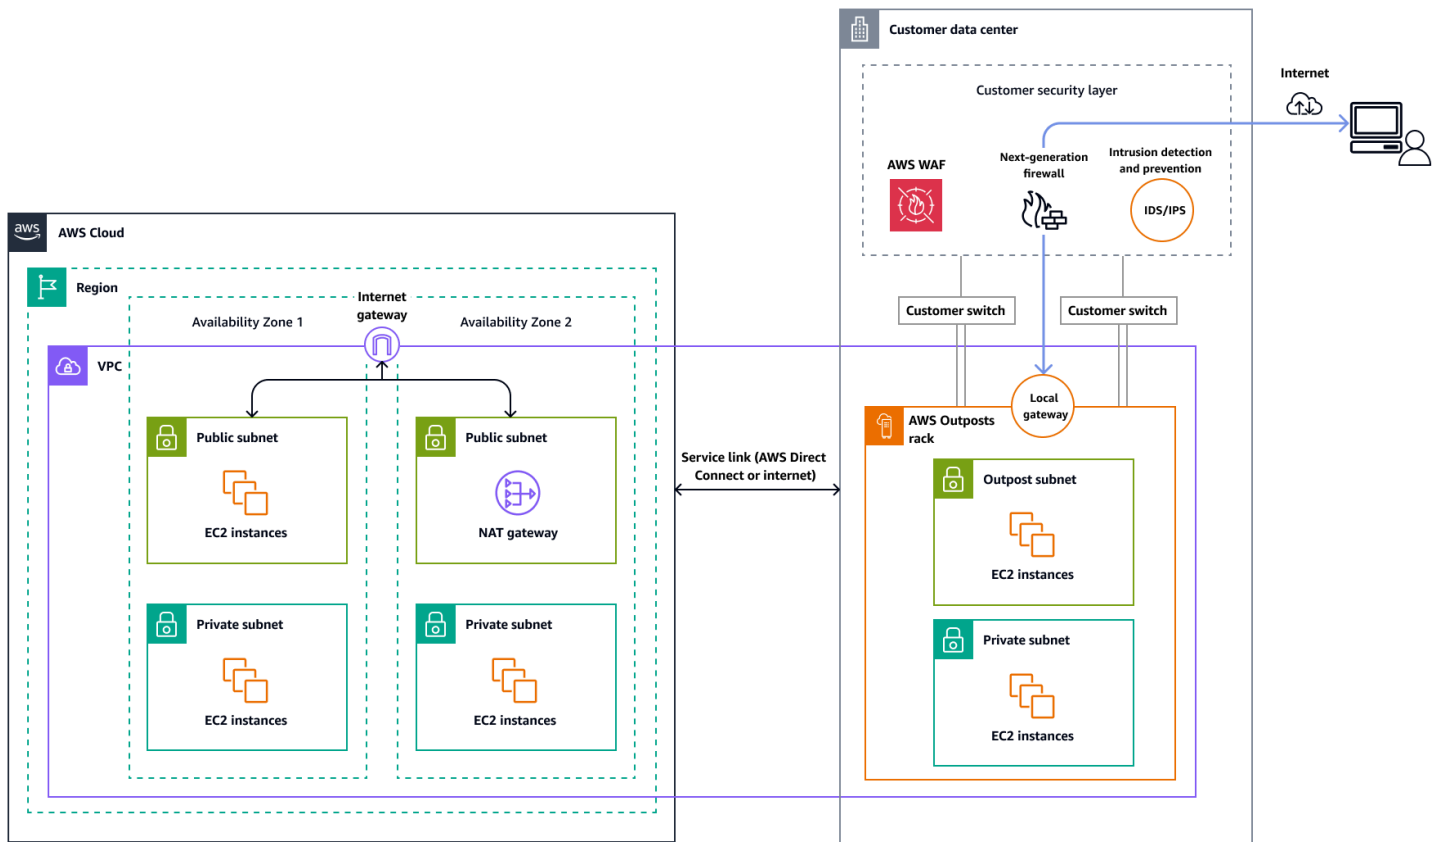 Customer data center
Customer security layer
Internet
AWS WAF
Next-generation
firewall
Intrusion detection
and prevention
IDS/IPS
Customer switch
Customer switch
aws
AWS Cloud
Region
Availability Zone 1
Internet
gateway
Availability Zone 2
VPC
Public subnet
EC2 instances
Public subnet
NAT gateway
Private subnet
EC2 instances
Private subnet
EC2 instances
Service link (AWS Direct
Connect or internet)
Local
gateway
AWS Outposts
rack
Outpost subnet
EC2 instances
Private subnet
EC2 instances